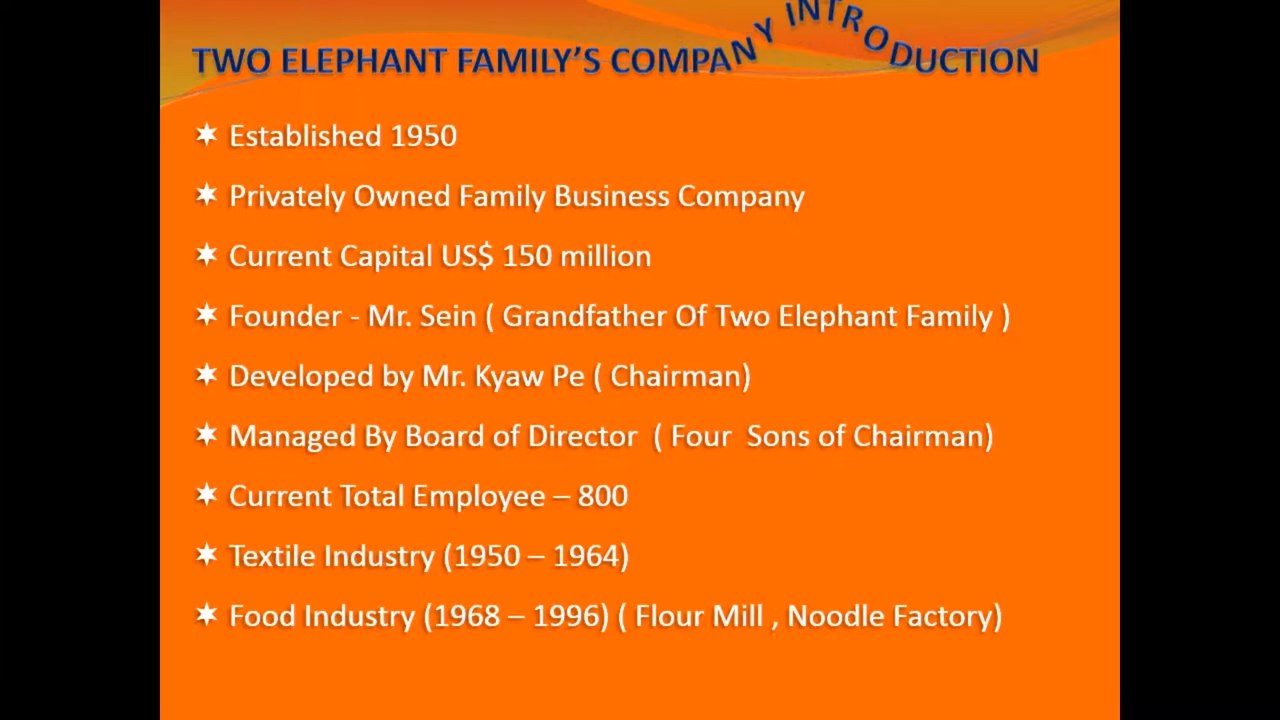 TWO ELEPHANT FAMILY’S COMPANY INTRODUCTION
✶ Established 1950
✶ Privately Owned Family Business Company
✶ Current Capital US$ 150 million
✶ Founder - Mr. Sein ( Grandfather Of Two Elephant Family )
✶ Developed by Mr. Kyaw Pe ( Chairman)
✶ Managed By Board of Director ( Four Sons of Chairman)
✶ Current Total Employee – 800
✶ Textile Industry (1950 – 1964)
✶ Food Industry (1968 – 1996) ( Flour Mill , Noodle Factory)